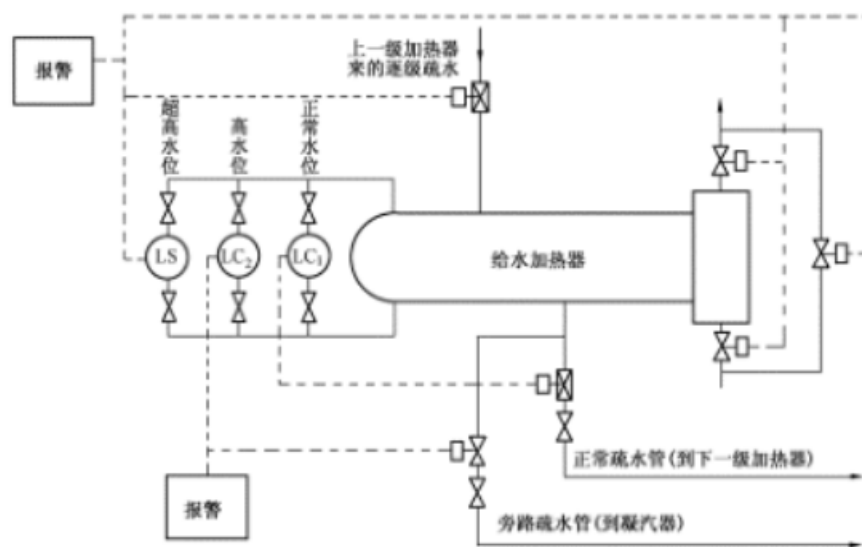 报警
上一级加热器
来的逐级疏水
超高水位
高水位
正常水位
LS
LC₂
LC₁
给水加热器
正常疏水管(到下一级加热器)
报警
旁路疏水管(到凝汽器)